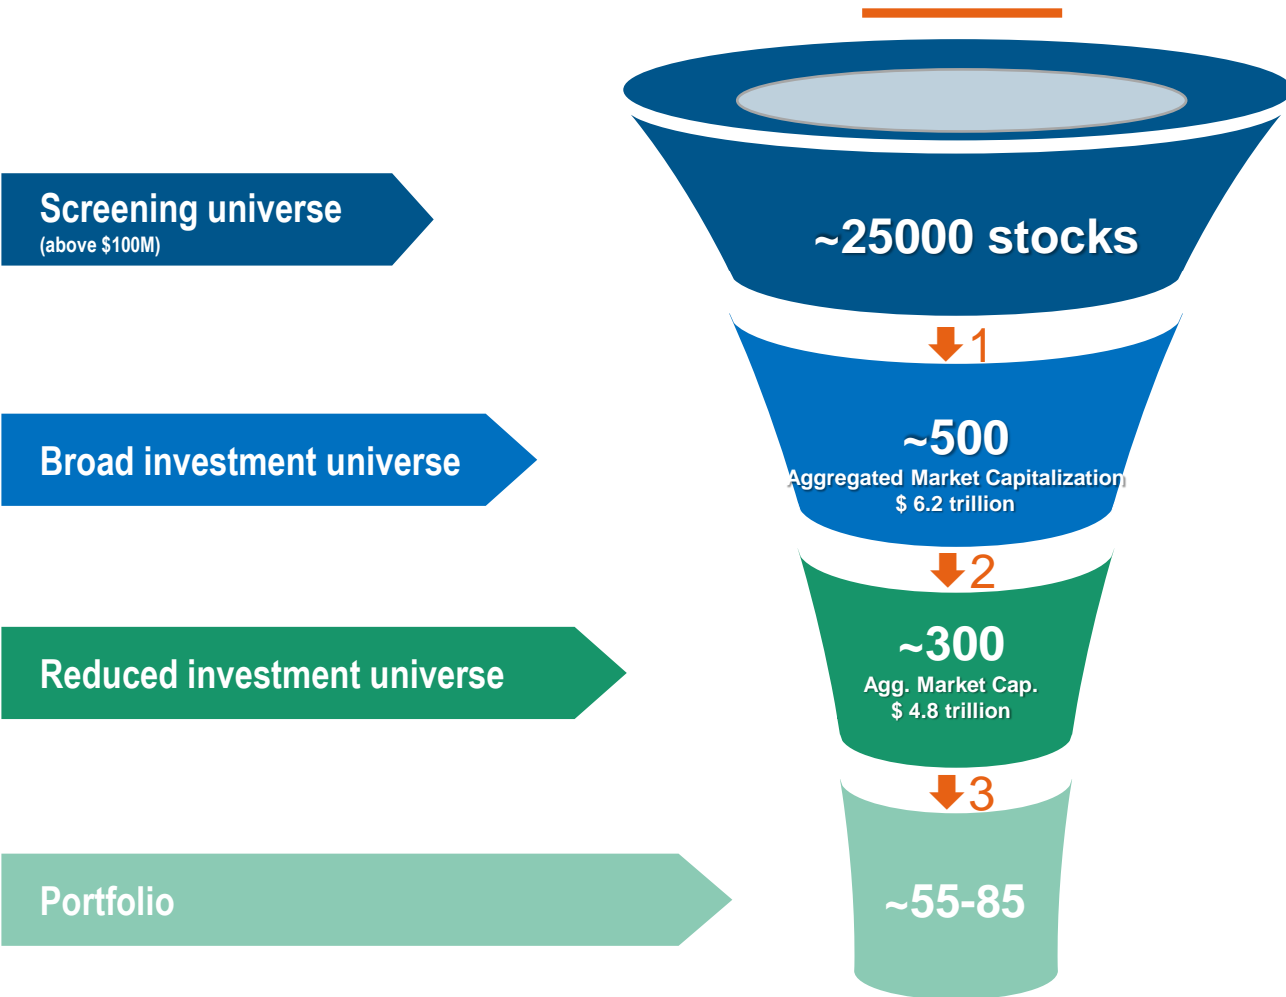 Screening universe
(above $100M)
~25000 stocks
1
Broad investment universe
~500
Aggregated Market Capitalization
$ 6.2 trillion
2
Reduced investment universe
~300
Agg. Market Cap.
$ 4.8 trillion
3
Portfolio
~55-85